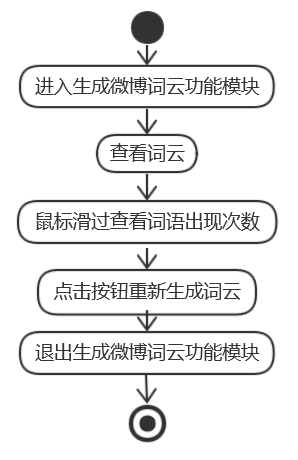 进入生成微博词云功能模块
查看词云
鼠标滑过查看词语出现次数
点击按钮重新生成词云
退出生成微博词云功能模块